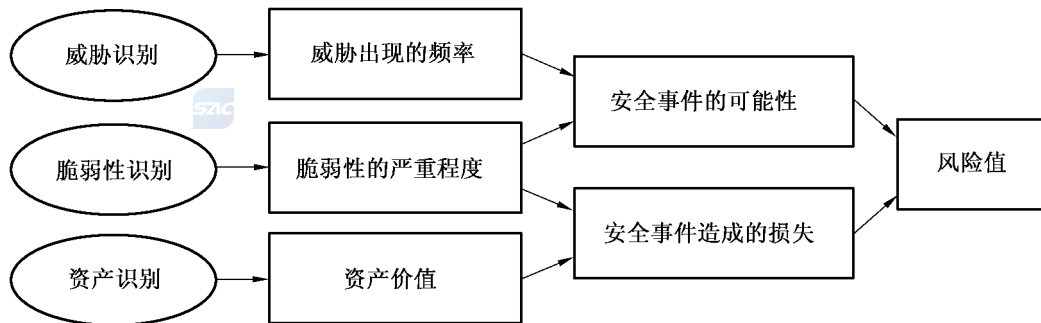 威胁识别
威胁出现的频率
安全事件的可能性
SAC
脆弱性识别
脆弱性的严重程度
风险值
安全事件造成的损失
资产识别
资产价值